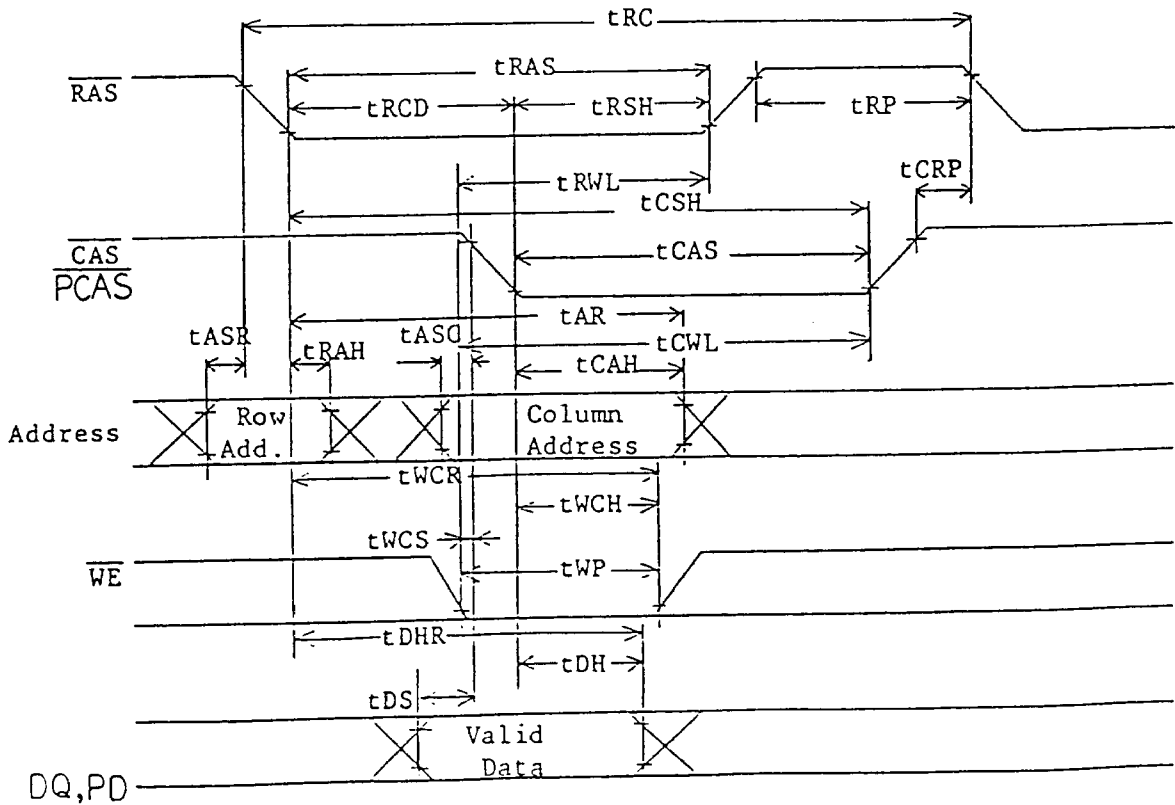 tRC
RAS
tRAS
tRCD
tRSH
tRP
tCRP
tRWL
tCSH
CAS
PCAS
tCAS
tAR
tASR
tRAH
tASC
tCWL
tCAH
Address
Row
Add.
Column
Address
tWCR
tWCH
tWCS
WE
tWP
tDHR
tDH
tDS
Valid
Data
DQ,PD